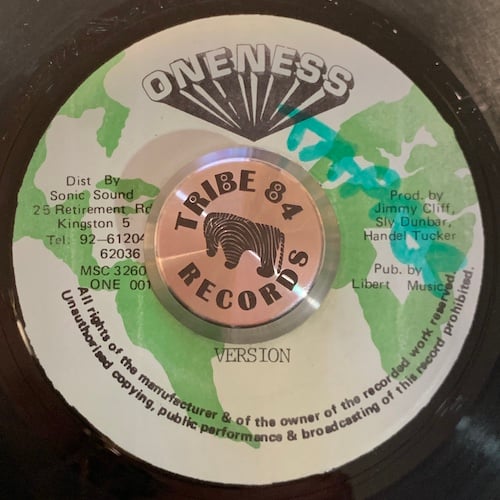 ONENESS
Dist By
Sonic Sound
25 Retirement Rd
Kingston 5
Tel: 92-61204
62036
MSC 3260
ONE 001
TRIBE 84
RECORDS
Prod. by
Jimmy Cliff,
Sly Dunbar,
Handel Tucker
Pub. by
Libert Music
VERSION
All rights of the manufacturer & of the owner of the recorded work reserved
Unauthorised copying, public performance & broadcasting of this record prohibited.